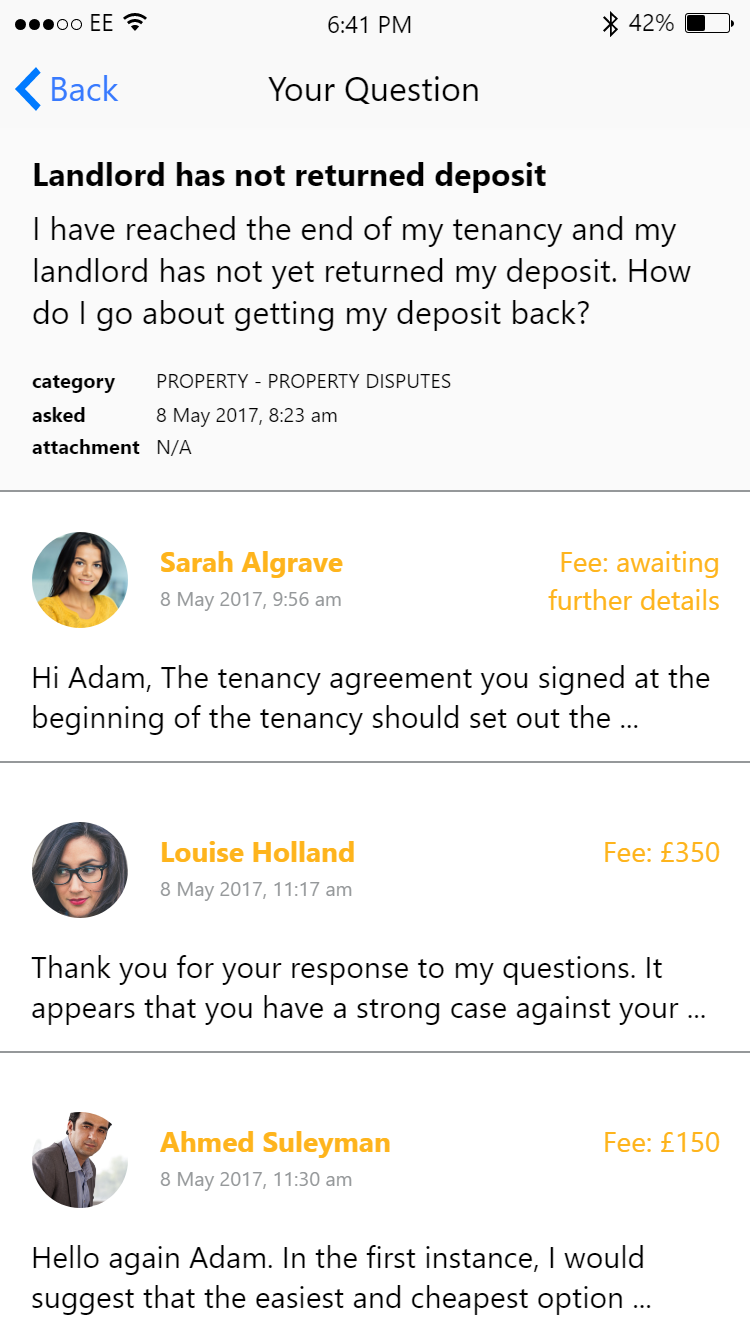 EE 6:41 PM 42%
Back Your Question
Landlord has not returned deposit
I have reached the end of my tenancy and my
landlord has not yet returned my deposit. How
do I go about getting my deposit back?
category PROPERTY - PROPERTY DISPUTES
asked 8 May 2017, 8:23 am
attachment N/A
Sarah Algrave Fee: awaiting
8 May 2017, 9:56 am further details
Hi Adam, The tenancy agreement you signed at the
beginning of the tenancy should set out the ...
Louise Holland Fee: £350
8 May 2017, 11:17 am
Thank you for your response to my questions. It
appears that you have a strong case against your ...
Ahmed Suleyman Fee: £150
8 May 2017, 11:30 am
Hello again Adam. In the first instance, I would
suggest that the easiest and cheapest option ...